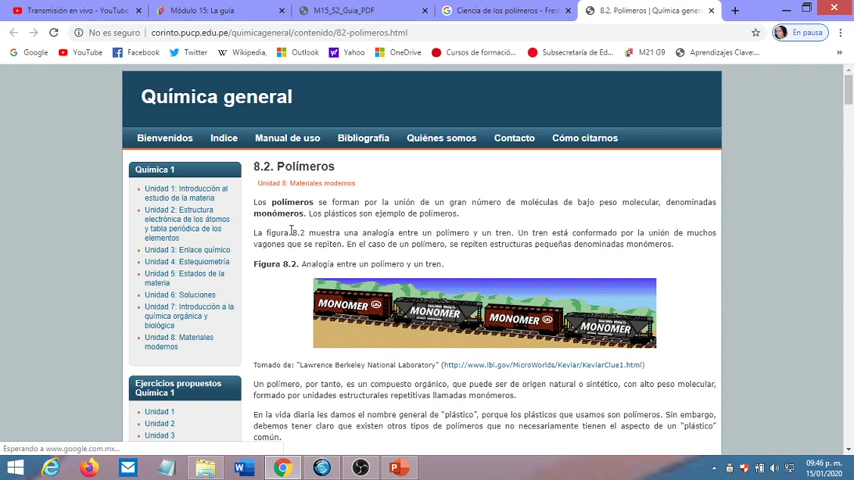 Transmisión en vivo - YouTube
Módulo 15: La guía
M15_S2_Guia_PDF
Ciencia de los polímeros - Fred
8.2. Polímeros | Química gener
No es seguro | corinto.pucp.edu.pe/quimicageneral/contenido/82-polimeros.html
En pausa
Google YouTube Facebook Twitter Wikipedia, Outlook Yahoo OneDrive Cursos de formació... Subsecretaría de Ed... M21 G9 Aprendizajes Clave:...
Química general
Bienvenidos Indice Manual de uso Bibliografía Quiénes somos Contacto Cómo citarnos
Química 1
Unidad 1: Introducción al
estudio de la materia
Unidad 2: Estructura
electrónica de los átomos
y tabla periódica de los
elementos
Unidad 3: Enlace químico
Unidad 4: Estequiometría
Unidad 5: Estados de la
materia
Unidad 6: Soluciones
Unidad 7: Introducción a la
química orgánica y
biológica
Unidad 8: Materiales
modernos
Ejercicios propuestos
Química 1
Unidad 1
Unidad 2
Unidad 3
8.2. Polímeros
Unidad 8: Materiales modernos
Los polímeros se forman por la unión de un gran número de moléculas de bajo peso molecular, denominadas
monómeros. Los plásticos son ejemplo de polímeros.
La figura 8.2 muestra una analogía entre un polímero y un tren. Un tren está conformado por la unión de muchos
vagones que se repiten. En el caso de un polímero, se repiten estructuras pequeñas denominadas monómeros.
Figura 8.2. Analogía entre un polímero y un tren.
MONOMER MONOMER MONOMER MONOMER
Tomado de: "Lawrence Berkeley National Laboratory" (http://www.lbl.gov/MicroWorlds/Kevlar/KevlarClue1.html)
Un polímero, por tanto, es un compuesto orgánico, que puede ser de origen natural o sintético, con alto peso molecular,
formado por unidades estructurales repetitivas llamadas monómeros.
En la vida diaria les damos el nombre general de "plástico", porque los plásticos que usamos son polímeros. Sin embargo,
debemos tener claro que existen otros tipos de polímeros que no necesariamente tienen el aspecto de un "plástico"
común.
Esperando a www.google.com.mx...
09:46 p. m.
15/01/2020